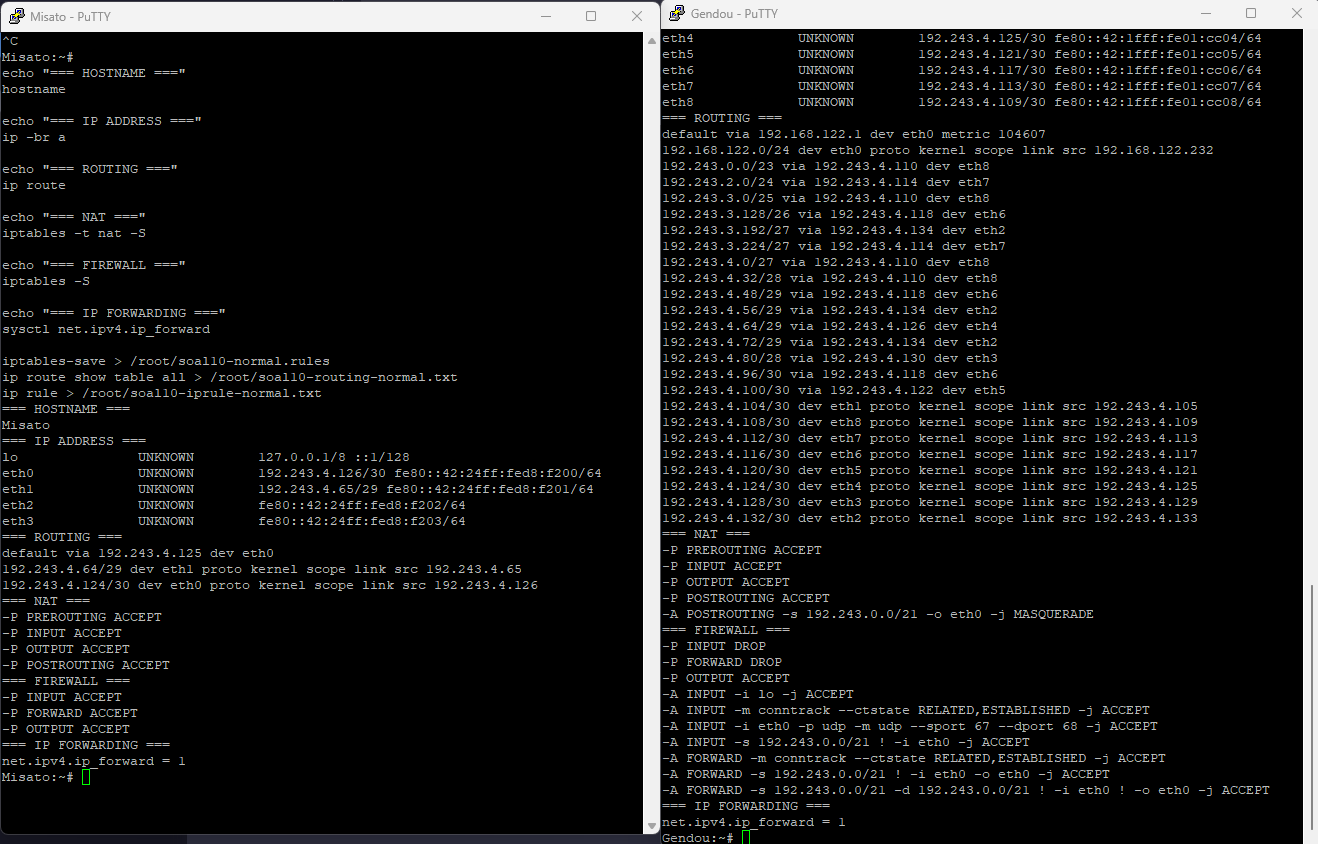 Misato - PuTTY
^C
Misato:~#
echo "=== HOSTNAME ==="
hostname

echo "=== IP ADDRESS ==="
ip -br a

echo "=== ROUTING ==="
ip route

echo "=== NAT ==="
iptables -t nat -S

echo "=== FIREWALL ==="
iptables -S

echo "=== IP FORWARDING ==="
sysctl net.ipv4.ip_forward

iptables-save > /root/soal10-normal.rules
ip route show table all > /root/soal10-routing-normal.txt
ip rule > /root/soal10-iprule-normal.txt
=== HOSTNAME ===
Misato
=== IP ADDRESS ===
lo               UNKNOWN        127.0.0.1/8 ::1/128
eth0             UNKNOWN        192.243.4.126/30 fe80::42:24ff:fed8:f200/64
eth1             UNKNOWN        192.243.4.65/29 fe80::42:24ff:fed8:f201/64
eth2             UNKNOWN        fe80::42:24ff:fed8:f202/64
eth3             UNKNOWN        fe80::42:24ff:fed8:f203/64
=== ROUTING ===
default via 192.243.4.125 dev eth0
192.243.4.64/29 dev eth1 proto kernel scope link src 192.243.4.65
192.243.4.124/30 dev eth0 proto kernel scope link src 192.243.4.126
=== NAT ===
-P PREROUTING ACCEPT
-P INPUT ACCEPT
-P OUTPUT ACCEPT
-P POSTROUTING ACCEPT
=== FIREWALL ===
-P INPUT ACCEPT
-P FORWARD ACCEPT
-P OUTPUT ACCEPT
=== IP FORWARDING ===
net.ipv4.ip_forward = 1
Misato:~#
Gendou - PuTTY
eth4             UNKNOWN        192.243.4.125/30 fe80::42:1fff:fe01:cc04/64
eth5             UNKNOWN        192.243.4.121/30 fe80::42:1fff:fe01:cc05/64
eth6             UNKNOWN        192.243.4.117/30 fe80::42:1fff:fe01:cc06/64
eth7             UNKNOWN        192.243.4.113/30 fe80::42:1fff:fe01:cc07/64
eth8             UNKNOWN        192.243.4.109/30 fe80::42:1fff:fe01:cc08/64
=== ROUTING ===
default via 192.168.122.1 dev eth0 metric 104607
192.168.122.0/24 dev eth0 proto kernel scope link src 192.168.122.232
192.243.0.0/23 via 192.243.4.110 dev eth8
192.243.2.0/24 via 192.243.4.114 dev eth7
192.243.3.0/25 via 192.243.4.110 dev eth8
192.243.3.128/26 via 192.243.4.118 dev eth6
192.243.3.192/27 via 192.243.4.134 dev eth2
192.243.3.224/27 via 192.243.4.114 dev eth7
192.243.4.0/27 via 192.243.4.110 dev eth8
192.243.4.32/28 via 192.243.4.110 dev eth8
192.243.4.48/29 via 192.243.4.118 dev eth6
192.243.4.56/29 via 192.243.4.134 dev eth2
192.243.4.64/29 via 192.243.4.126 dev eth4
192.243.4.72/29 via 192.243.4.134 dev eth2
192.243.4.80/28 via 192.243.4.130 dev eth3
192.243.4.96/30 via 192.243.4.118 dev eth6
192.243.4.100/30 via 192.243.4.122 dev eth5
192.243.4.104/30 dev eth1 proto kernel scope link src 192.243.4.105
192.243.4.108/30 dev eth8 proto kernel scope link src 192.243.4.109
192.243.4.112/30 dev eth7 proto kernel scope link src 192.243.4.113
192.243.4.116/30 dev eth6 proto kernel scope link src 192.243.4.117
192.243.4.120/30 dev eth5 proto kernel scope link src 192.243.4.121
192.243.4.124/30 dev eth4 proto kernel scope link src 192.243.4.125
192.243.4.128/30 dev eth3 proto kernel scope link src 192.243.4.129
192.243.4.132/30 dev eth2 proto kernel scope link src 192.243.4.133
=== NAT ===
-P PREROUTING ACCEPT
-P INPUT ACCEPT
-P OUTPUT ACCEPT
-P POSTROUTING ACCEPT
-A POSTROUTING -s 192.243.0.0/21 -o eth0 -j MASQUERADE
=== FIREWALL ===
-P INPUT DROP
-P FORWARD DROP
-P OUTPUT ACCEPT
-A INPUT -i lo -j ACCEPT
-A INPUT -m conntrack --ctstate RELATED,ESTABLISHED -j ACCEPT
-A INPUT -i eth0 -p udp -m udp --sport 67 --dport 68 -j ACCEPT
-A INPUT -s 192.243.0.0/21 ! -i eth0 -j ACCEPT
-A FORWARD -m conntrack --ctstate RELATED,ESTABLISHED -j ACCEPT
-A FORWARD -s 192.243.0.0/21 ! -i eth0 -o eth0 -j ACCEPT
-A FORWARD -s 192.243.0.0/21 -d 192.243.0.0/21 ! -i eth0 ! -o eth0 -j ACCEPT
=== IP FORWARDING ===
net.ipv4.ip_forward = 1
Gendou:~#